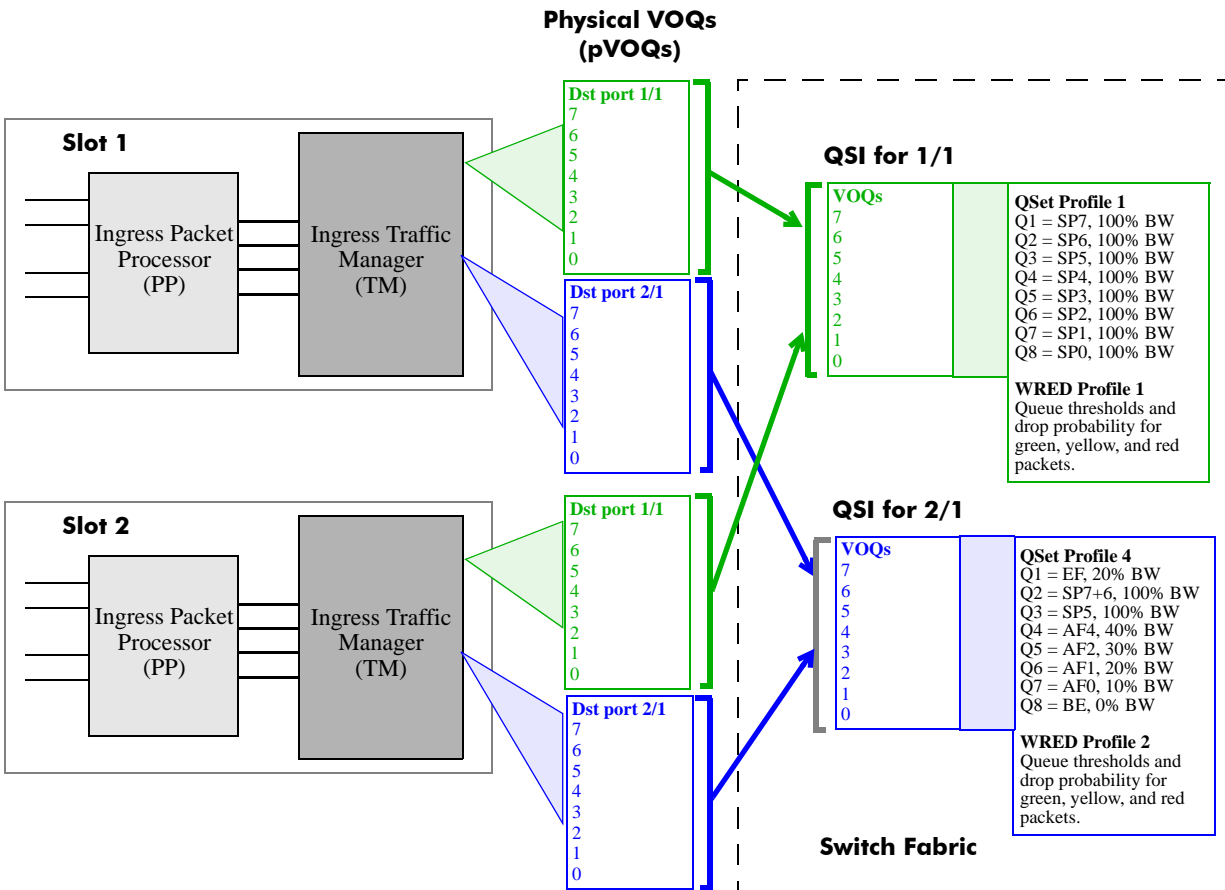 Physical VOQs
(pVOQs)
Slot 1
Ingress Packet
Processor
(PP)
Ingress Traffic
Manager
(TM)
Dst port 1/1
7
6
5
4
3
2
1
0
Dst port 2/1
7
6
5
4
3
2
1
0
QSI for 1/1
VOQs
7
6
5
4
3
2
1
0
QSet Profile 1
Q1 = SP7, 100% BW
Q2 = SP6, 100% BW
Q3 = SP5, 100% BW
Q4 = SP4, 100% BW
Q5 = SP3, 100% BW
Q6 = SP2, 100% BW
Q7 = SP1, 100% BW
Q8 = SP0, 100% BW
WRED Profile 1
Queue thresholds and
drop probability for
green, yellow, and red
packets.
Slot 2
Ingress Packet
Processor
(PP)
Ingress Traffic
Manager
(TM)
Dst port 1/1
7
6
5
4
3
2
1
0
Dst port 2/1
7
6
5
4
3
2
1
0
QSI for 2/1
VOQs
7
6
5
4
3
2
1
0
QSet Profile 4
Q1 = EF, 20% BW
Q2 = SP7+6, 100% BW
Q3 = SP5, 100% BW
Q4 = AF4, 40% BW
Q5 = AF2, 30% BW
Q6 = AF1, 20% BW
Q7 = AF0, 10% BW
Q8 = BE, 0% BW
WRED Profile 2
Queue thresholds and
drop probability for
green, yellow, and red
packets.
Switch Fabric